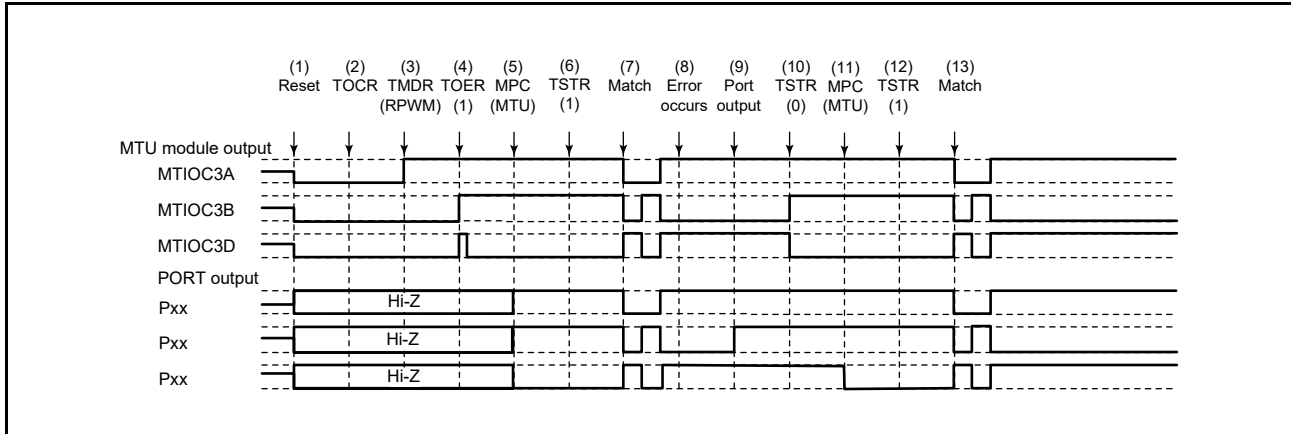 (1) (2) (3) (4) (5) (6) (7) (8) (9) (10) (11) (12) (13)
Reset TOCR TMDR TOER MPC TSTR Match Error Port TSTR MPC TSTR Match
(RPWM) (1) (MTU) (1) occurs output (0) (MTU) (1)
MTU module output
MTIOC3A
MTIOC3B
MTIOC3D
PORT output
Pxx Hi-Z
Pxx Hi-Z
Pxx Hi-Z